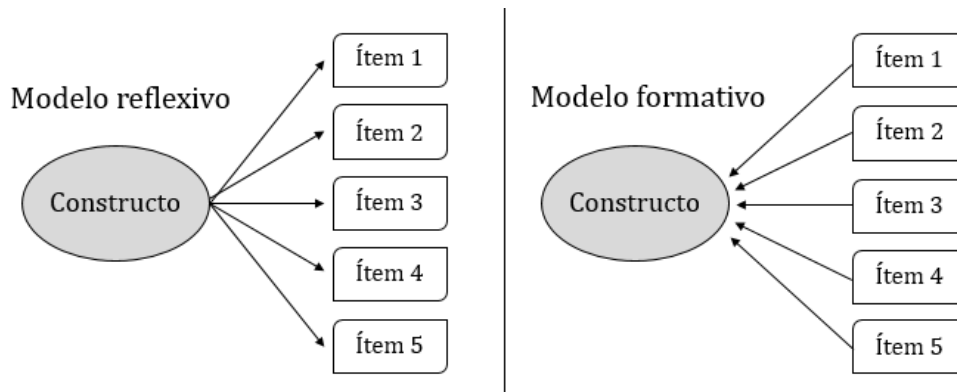 Modelo reflexivo
Constructo
Ítem 1
Ítem 2
Ítem 3
Ítem 4
Ítem 5
Modelo formativo
Constructo
Ítem 1
Ítem 2
Ítem 3
Ítem 4
Ítem 5